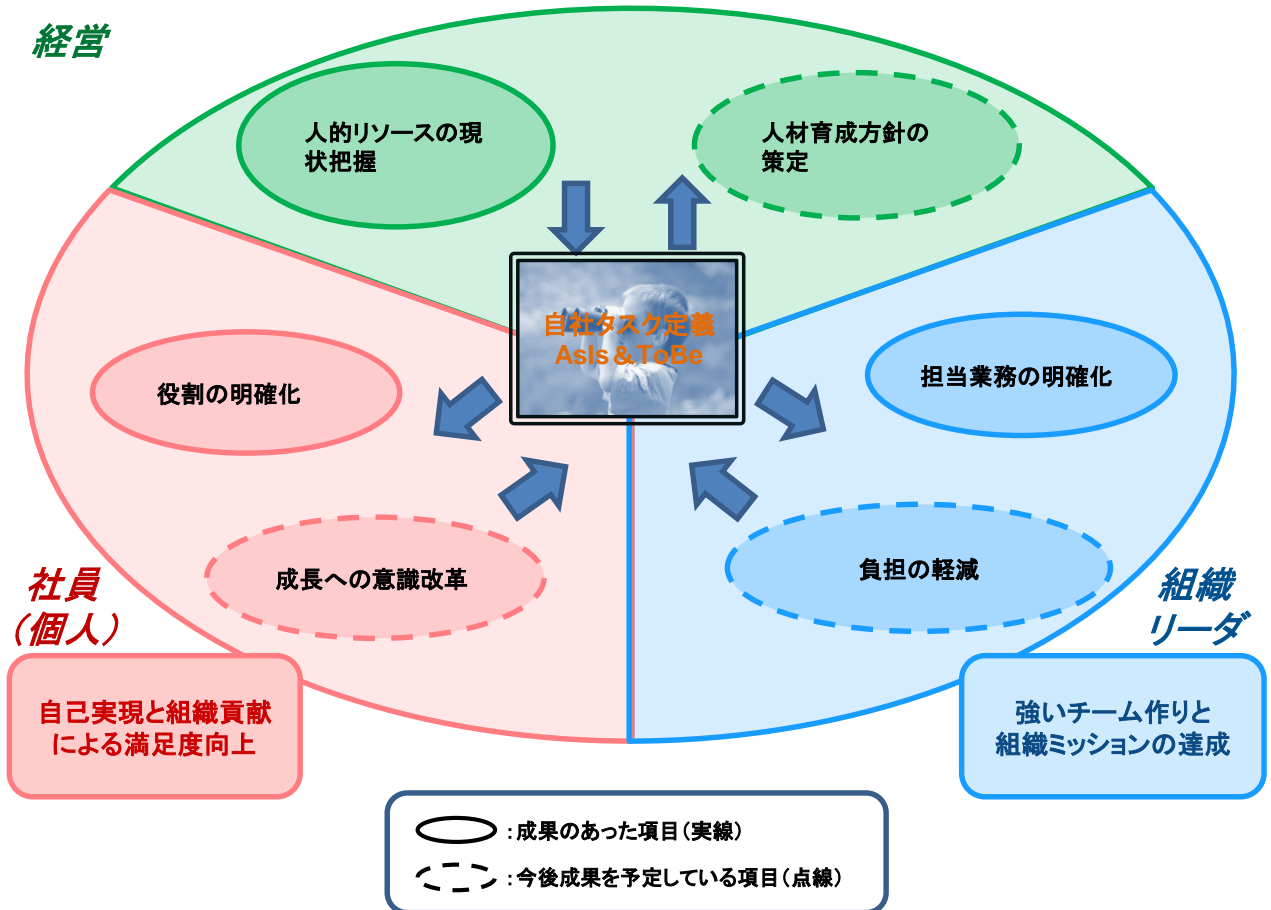 経営
人的リソースの現
状把握
人材育成方針の
策定
自社タスク定義
AsIs＆ToBe
役割の明確化
担当業務の明確化
成長への意識改革
負担の軽減
社員
（個人）
組織
リーダ
自己実現と組織貢献
による満足度向上
強いチーム作りと
組織ミッションの達成
：成果のあった項目（実線）
：今後成果を予定している項目（点線）